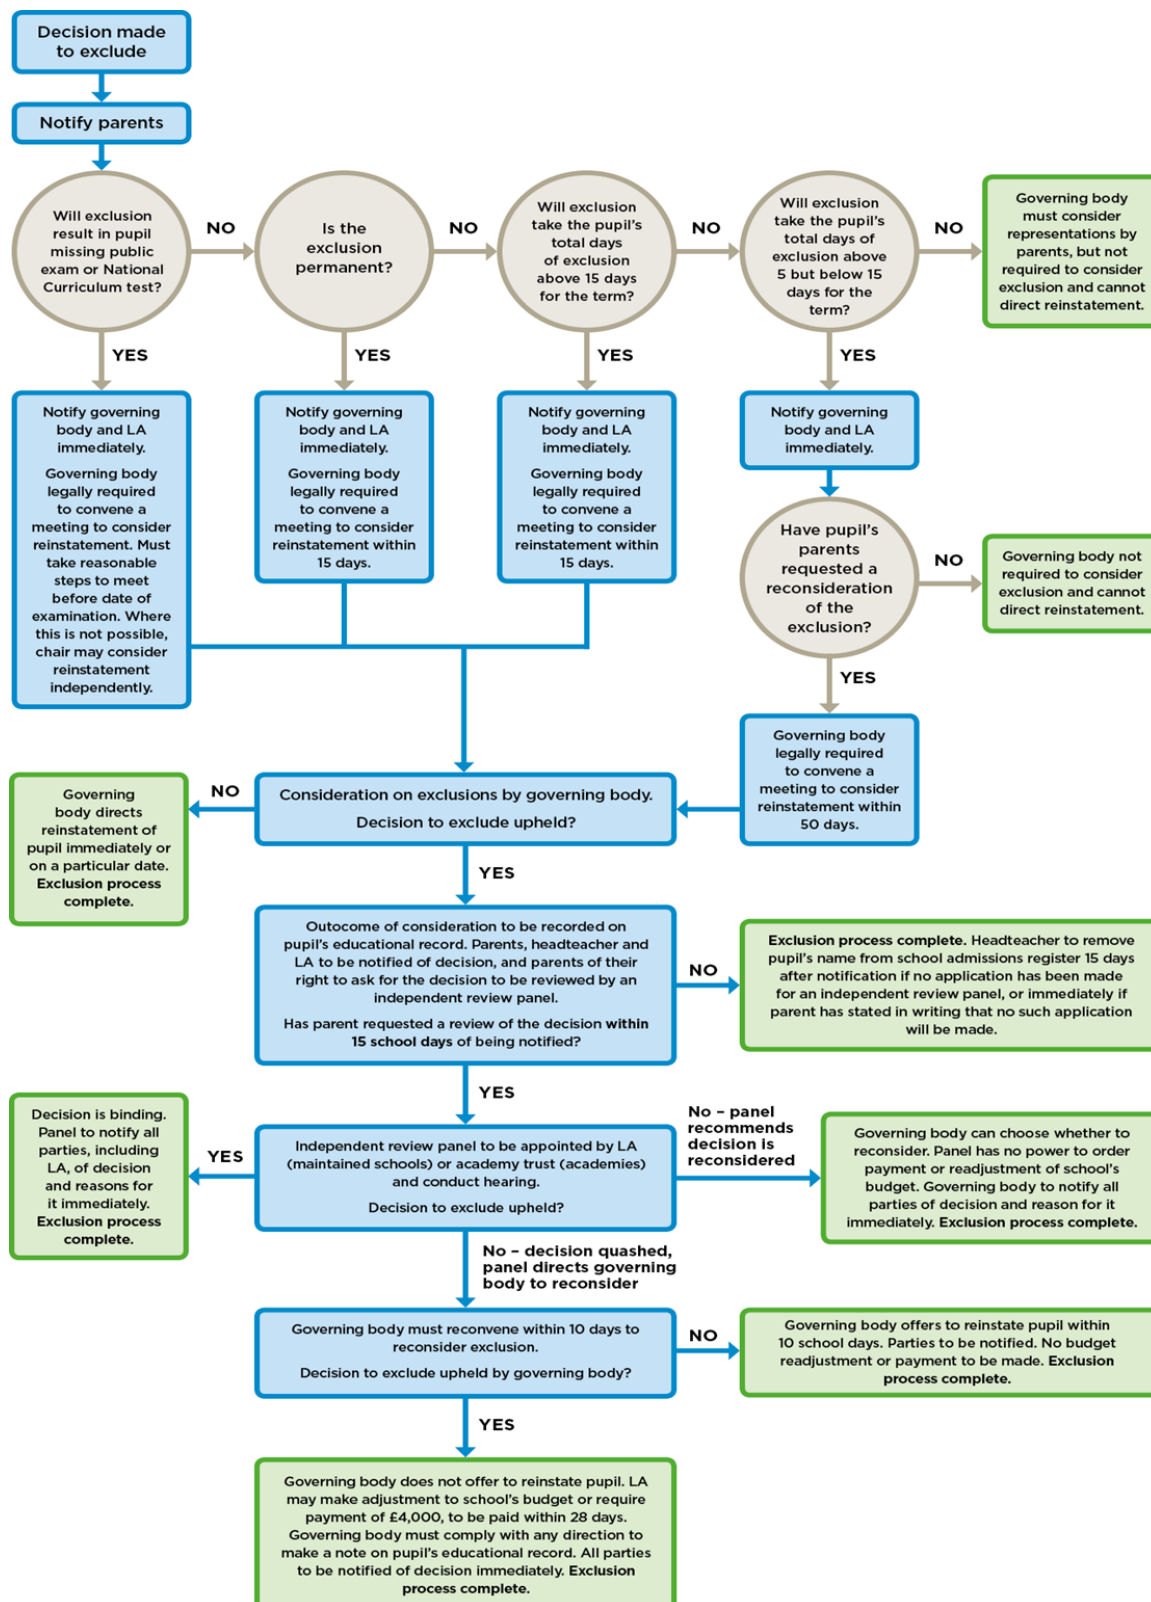 Decision made
to exclude
Notify parents
Will exclusion
result in pupil
missing public
exam or National
Curriculum test?
NO
Is the
exclusion
permanent?
NO
Will exclusion
take the pupil's
total days
of exclusion
above 15 days
for the term?
NO
Will exclusion
take the pupil's
total days of
exclusion above
5 but below 15
days for the
term?
NO
Governing body
must consider
representations by
parents, but not
required to consider
exclusion and cannot
direct reinstatement.
YES
YES
YES
YES
Notify governing
body and LA
immediately.
Governing body
legally required
to convene a
meeting to consider
reinstatement. Must
take reasonable
steps to meet
before date of
examination. Where
this is not possible,
chair may consider
reinstatement
independently.
Notify governing
body and LA
immediately.
Governing body
legally required
to convene a
meeting to consider
reinstatement within
15 days.
Notify governing
body and LA
immediately.
Governing body
legally required
to convene a
meeting to consider
reinstatement within
15 days.
Notify governing
body and LA
immediately.
Have pupil's
parents
requested a
reconsideration
of the
exclusion?
NO
Governing body not
required to consider
exclusion and cannot
direct reinstatement.
YES
Governing body
legally required
to convene a
meeting to consider
reinstatement within
50 days.
Consideration on exclusions by governing body.
Decision to exclude upheld?
NO
Governing
body directs
reinstatement of
pupil immediately or
on a particular date.
Exclusion process
complete.
YES
Outocome of consideration to be recorded on
pupil's educational record. Parents, headteacher and
LA to be notified of decision, and parents of their
right to ask for the decision to be reviewed by an
independent review panel.
Has parent requested a review of the decision within
15 school days of being notified?
NO
Exclusion process complete. Headteacher to remove
pupil's name from school admissions register 15 days
after notification if no application has been made
for an independent review panel, or immediately if
parent has stated in writing that no such application
will be made.
YES
Independent review panel to be appointed by LA
(maintained schools) or academy trust (academies)
and conduct hearing.
Decision to exclude upheld?
YES
Decision is binding.
Panel to notify all
parties, including
LA, of decision
and reasons for
it immediately.
Exclusion process
complete.
No – panel
recommends
decision is
reconsidered
Governing body can choose whether to
reconsider. Panel has no power to order
payment or readjustment of school's
budget. Governing body to notify all
parties of decision and reason for it
immediately. Exclusion process complete.
No – decision quashed,
panel directs governing
body to reconsider
Governing body must reconvene within 10 days to
reconsider exclusion.
Decision to exclude upheld by governing body?
NO
Governing body offers to reinstate pupil within
10 school days. Parties to be notified. No budget
readjustment or payment to be made. Exclusion
process complete.
YES
Governing body does not offer to reinstate pupil. LA
may make adjustment to school's budget or require
payment of £4,000, to be paid within 28 days.
Governing body must comply with any direction to
make a note on pupil's educational record. All parties
to be notified of decision immediately. Exclusion
process complete.